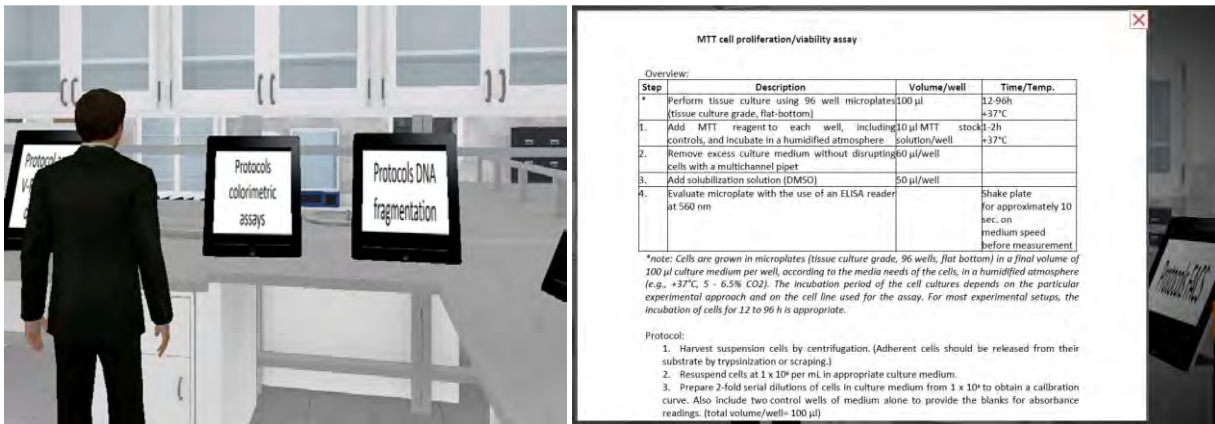 Protocols
colorimetric
assays
Protocols DNA
fragmentation
MTT cell proliferation/viability assay
Overview:
Step Description Volume/well Time/Temp.
* Perform tissue culture using 96 well microplates 100 µl 12-96h
(tissue culture grade, flat-bottom) +37°C
1. Add MTT reagent to each well, including 10 µl MTT stock 1-2h
controls, and incubate in a humidified atmosphere solution/well +37°C
2. Remove excess culture medium without disrupting 60 µl/well
cells with a multichannel pipet
3. Add solubilization solution (DMSO) 50 µl/well
4. Evaluate microplate with the use of an ELISA reader Shake plate
at 560 nm for approximately 10
sec. on
medium speed
before measurement
*note: Cells are grown in microplates (tissue culture grade, 96 wells, flat bottom) in a final volume of
100 µl culture medium per well, according to the media needs of the cells, in a humidified atmosphere
(e.g., +37°C, 5 - 6.5% CO2). The incubation period of the cell cultures depends on the particular
experimental approach and on the cell line used for the assay. For most experimental setups, the
incubation of cells for 12 to 96 h is appropriate.
Protocol:
1. Harvest suspension cells by centrifugation. (Adherent cells should be released from their
substrate by trypsinization or scraping.)
2. Resuspend cells at 1 x 10⁶ per mL in appropriate culture medium.
3. Prepare 2-fold serial dilutions of cells in culture medium from 1 x 10⁶ to obtain a calibration
curve. Also include two control wells of medium alone to provide the blanks for absorbance
readings. (total volume/well= 100 µl)
Protocols FACS